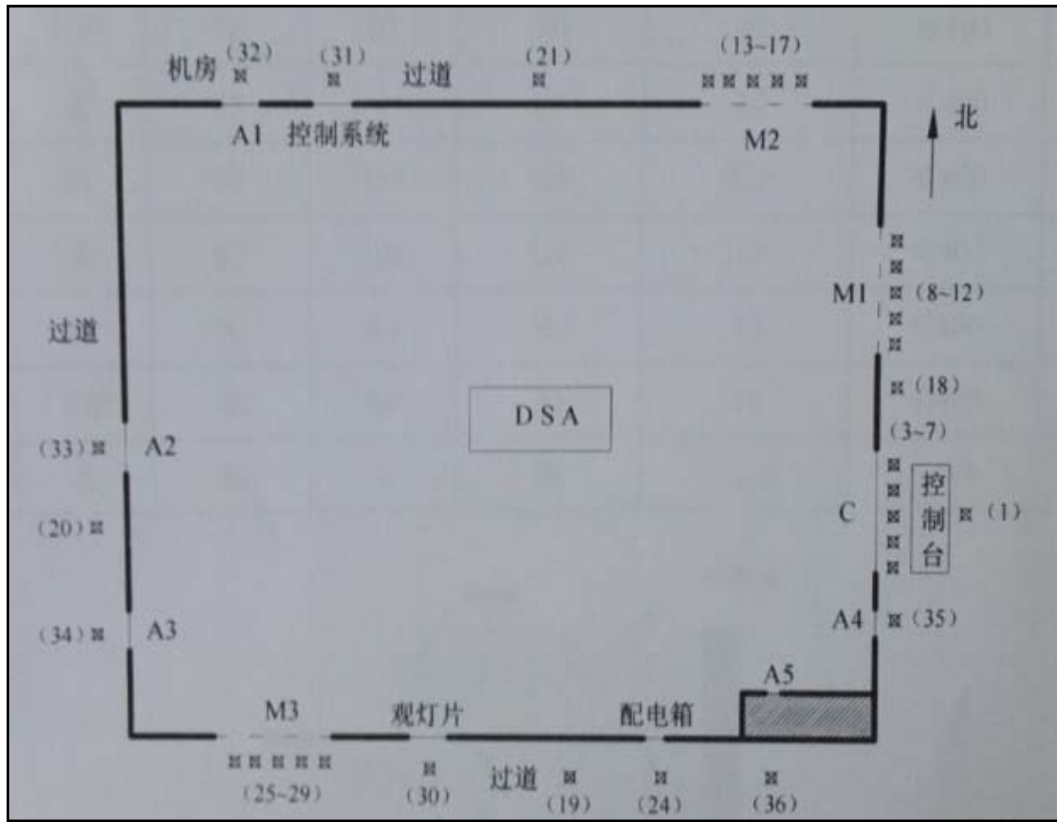 机房 (32) (31) 过道 (21) (13~17)
A1 控制系统 M2 北
M1 (8~12)
过道
(18)
D S A
(3~7)
(33) A2
(20) C 控制台 (1)
(34) A3 A4 (35)
A5
M3 观灯片 配电箱
(25~29) (30) 过道 (19) (24) (36)